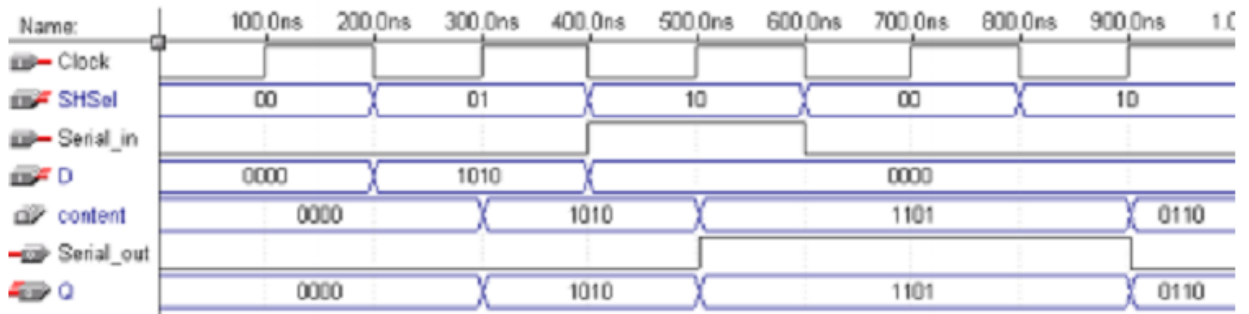 Name: 100.0ns 200.0ns 300.0ns 400.0ns 500.0ns 600.0ns 700.0ns 800.0ns 900.0ns 1.0
Clock
SHSel 00 01 10 00 10
Serial_in
D 0000 1010 0000
content 0000 1010 1101 0110
Serial_out
Q 0000 1010 1101 0110